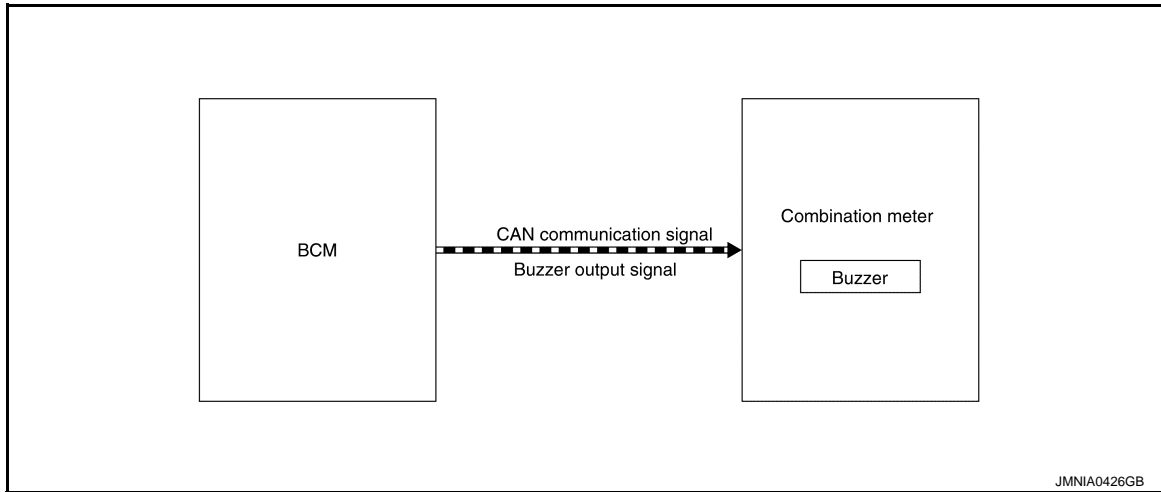 BCM
CAN communication signal
Buzzer output signal
Combination meter
Buzzer
JMNIA0426GB